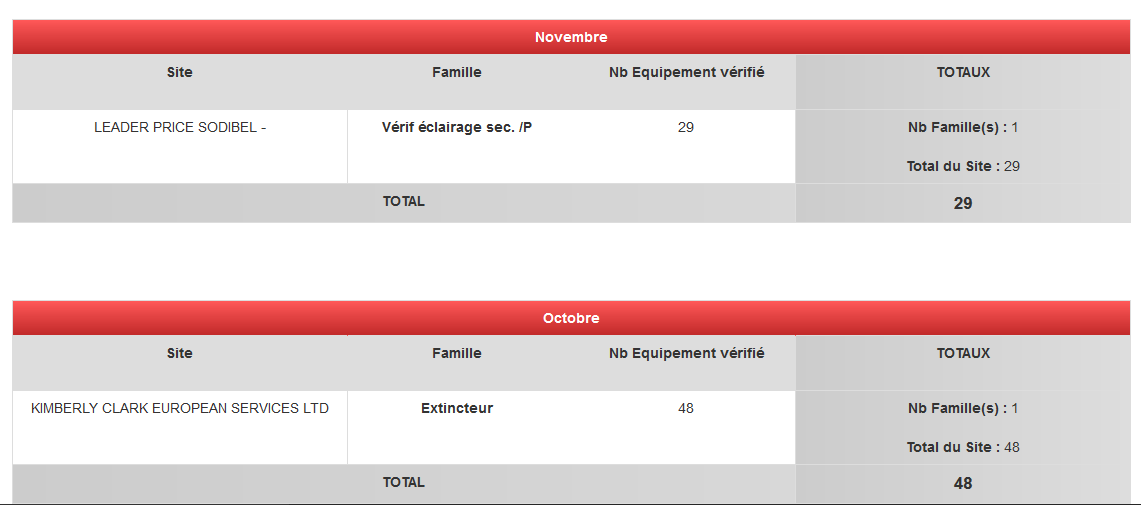 Novembre
Site Famille Nb Equipement vérifié TOTAUX
LEADER PRICE SODIBEL - Vérif éclairage sec. /P 29 Nb Famille(s) : 1
Total du Site : 29
TOTAL 29
Octobre
Site Famille Nb Equipement vérifié TOTAUX
KIMBERLY CLARK EUROPEAN SERVICES LTD Extincteur 48 Nb Famille(s) : 1
Total du Site : 48
TOTAL 48